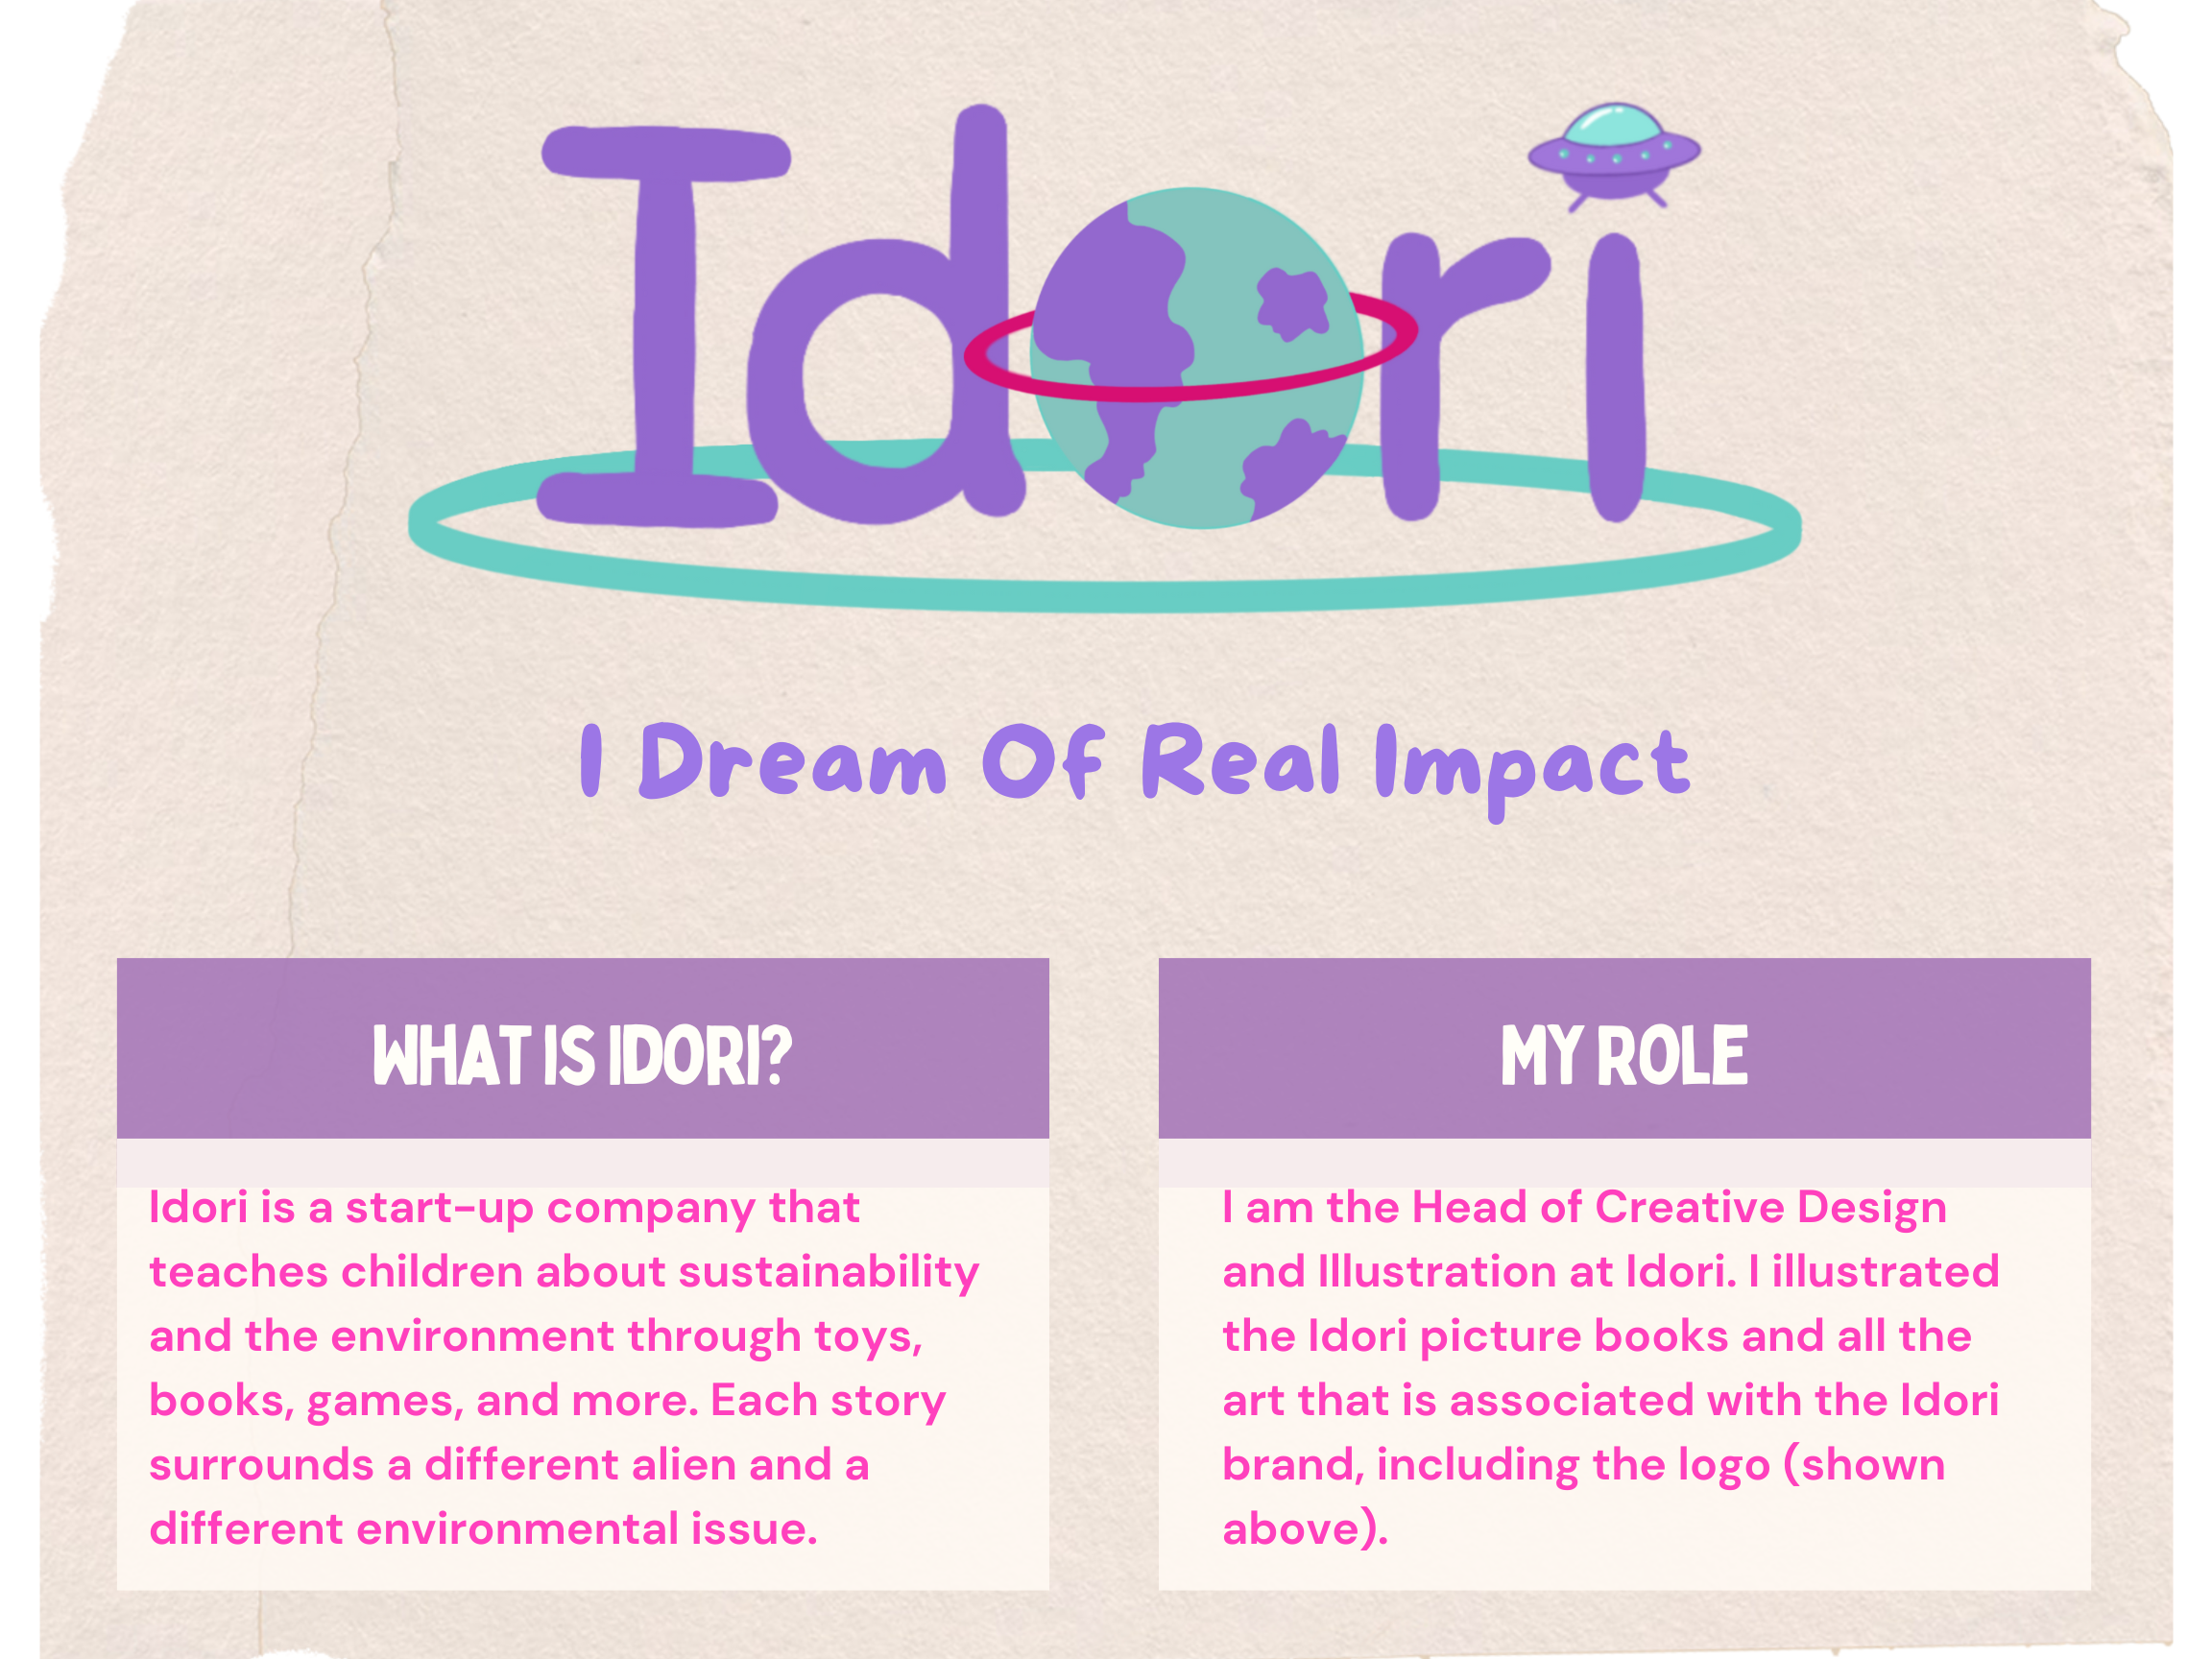 Idori
I Dream Of Real Impact
WHAT IS IDORI?
Idori is a start-up company that
teaches children about sustainability
and the environment through toys,
books, games, and more. Each story
surrounds a different alien and a
different environmental issue.
MY ROLE
I am the Head of Creative Design
and Illustration at Idori. I illustrated
the Idori picture books and all the
art that is associated with the Idori
brand, including the logo (shown
above).